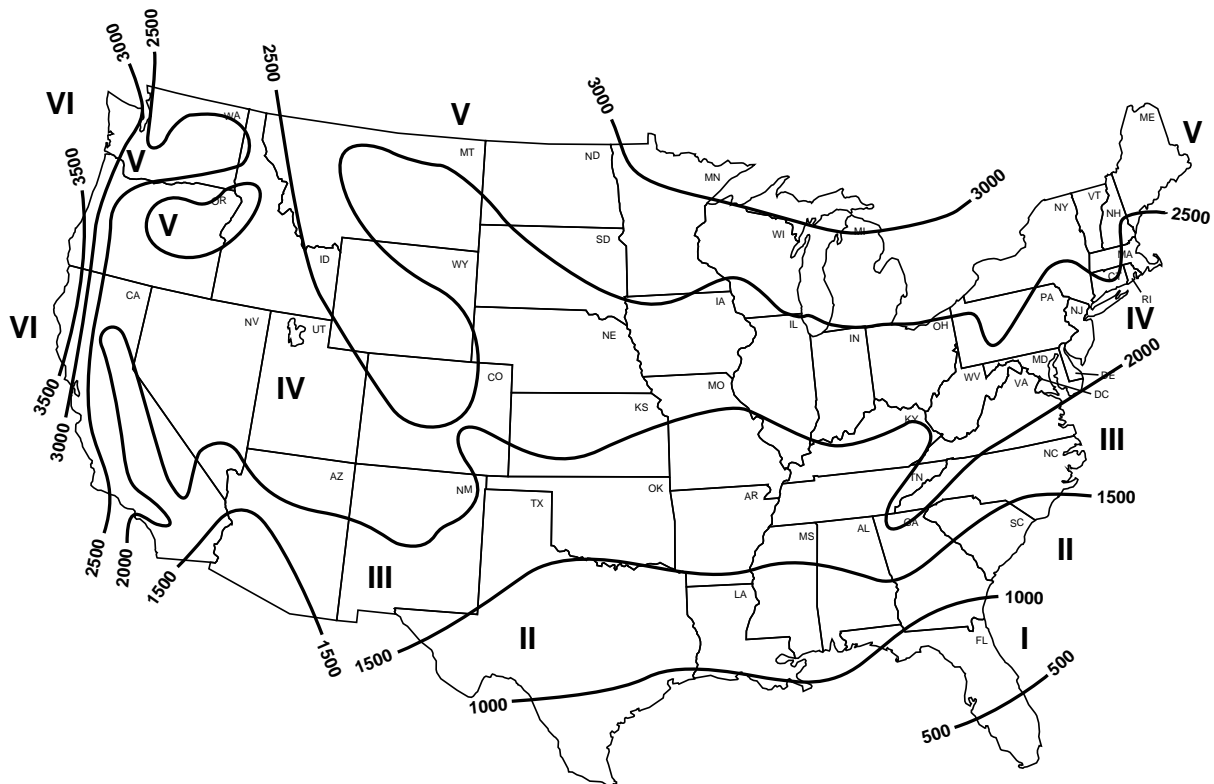 3000
2500
VI
2500
V
WA
V
3500
3000
MT
ND
MN
WI
MI
3000
ME
V
VT
NY
NH
2500
MA
CT
RI
OR
V
ID
WY
SD
IA
PA
NJ
IV
CA
NV
UT
NE
IL
IN
OH
2000
VI
IV
CO
MO
WV
MD
VA
DE
DC
3500
3000
KS
KY
III
NC
AZ
NM
OK
AR
TN
1500
TX
MS
AL
GA
SC
2500
2000
1500
III
II
LA
1000
1500
1500
II
FL
I
500
1000
500